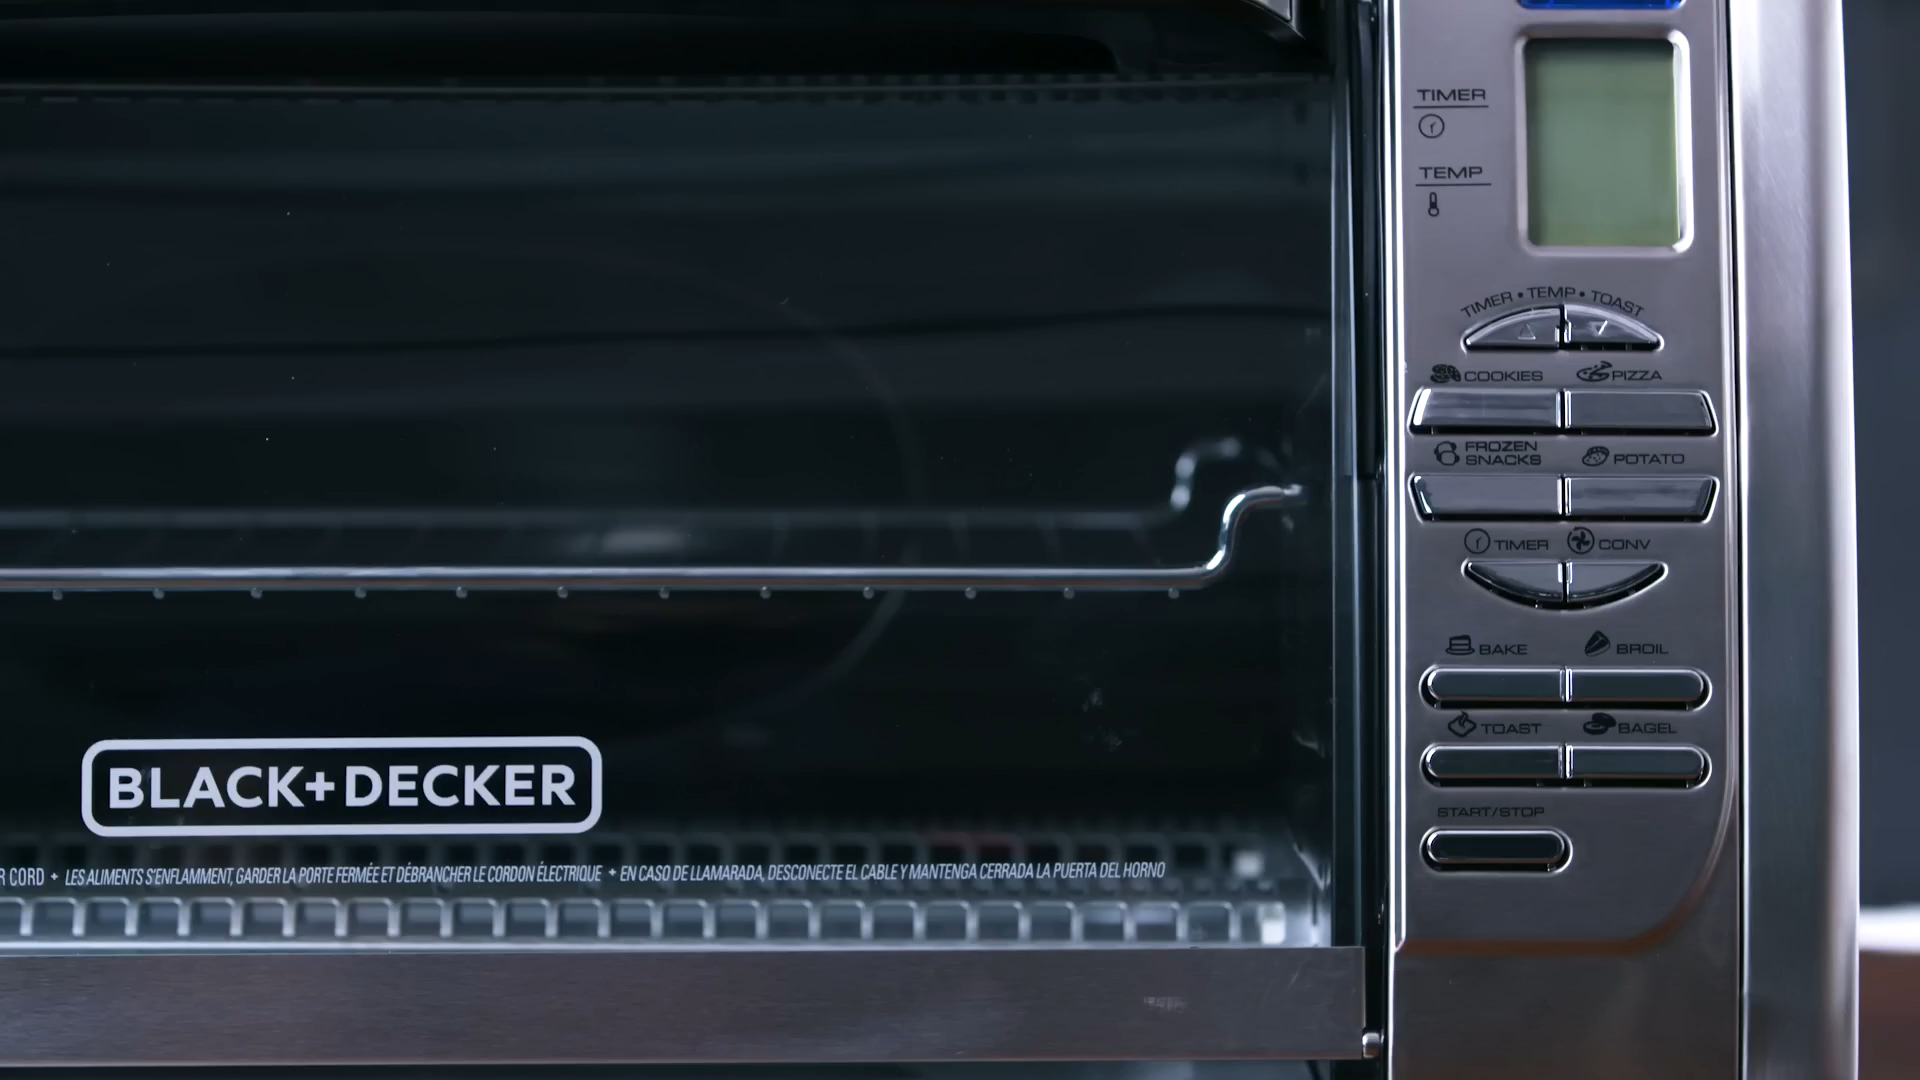 TIMER
TEMP
TIMER • TEMP • TOAST
COOKIES PIZZA
FROZEN SNACKS POTATO
TIMER CONV
BAKE BROIL
TOAST BAGEL
START/STOP
BLACK+DECKER
R CORD + LES ALIMENTS S'ENFLAMMENT, GARDER LA PORTE FERMÉE ET DÉBRANCHER LE CORDON ÉLECTRIQUE + EN CASO DE LLAMARADA, DESCONECTE EL CABLE Y MANTENGA CERRADA LA PUERTA DEL HORNO